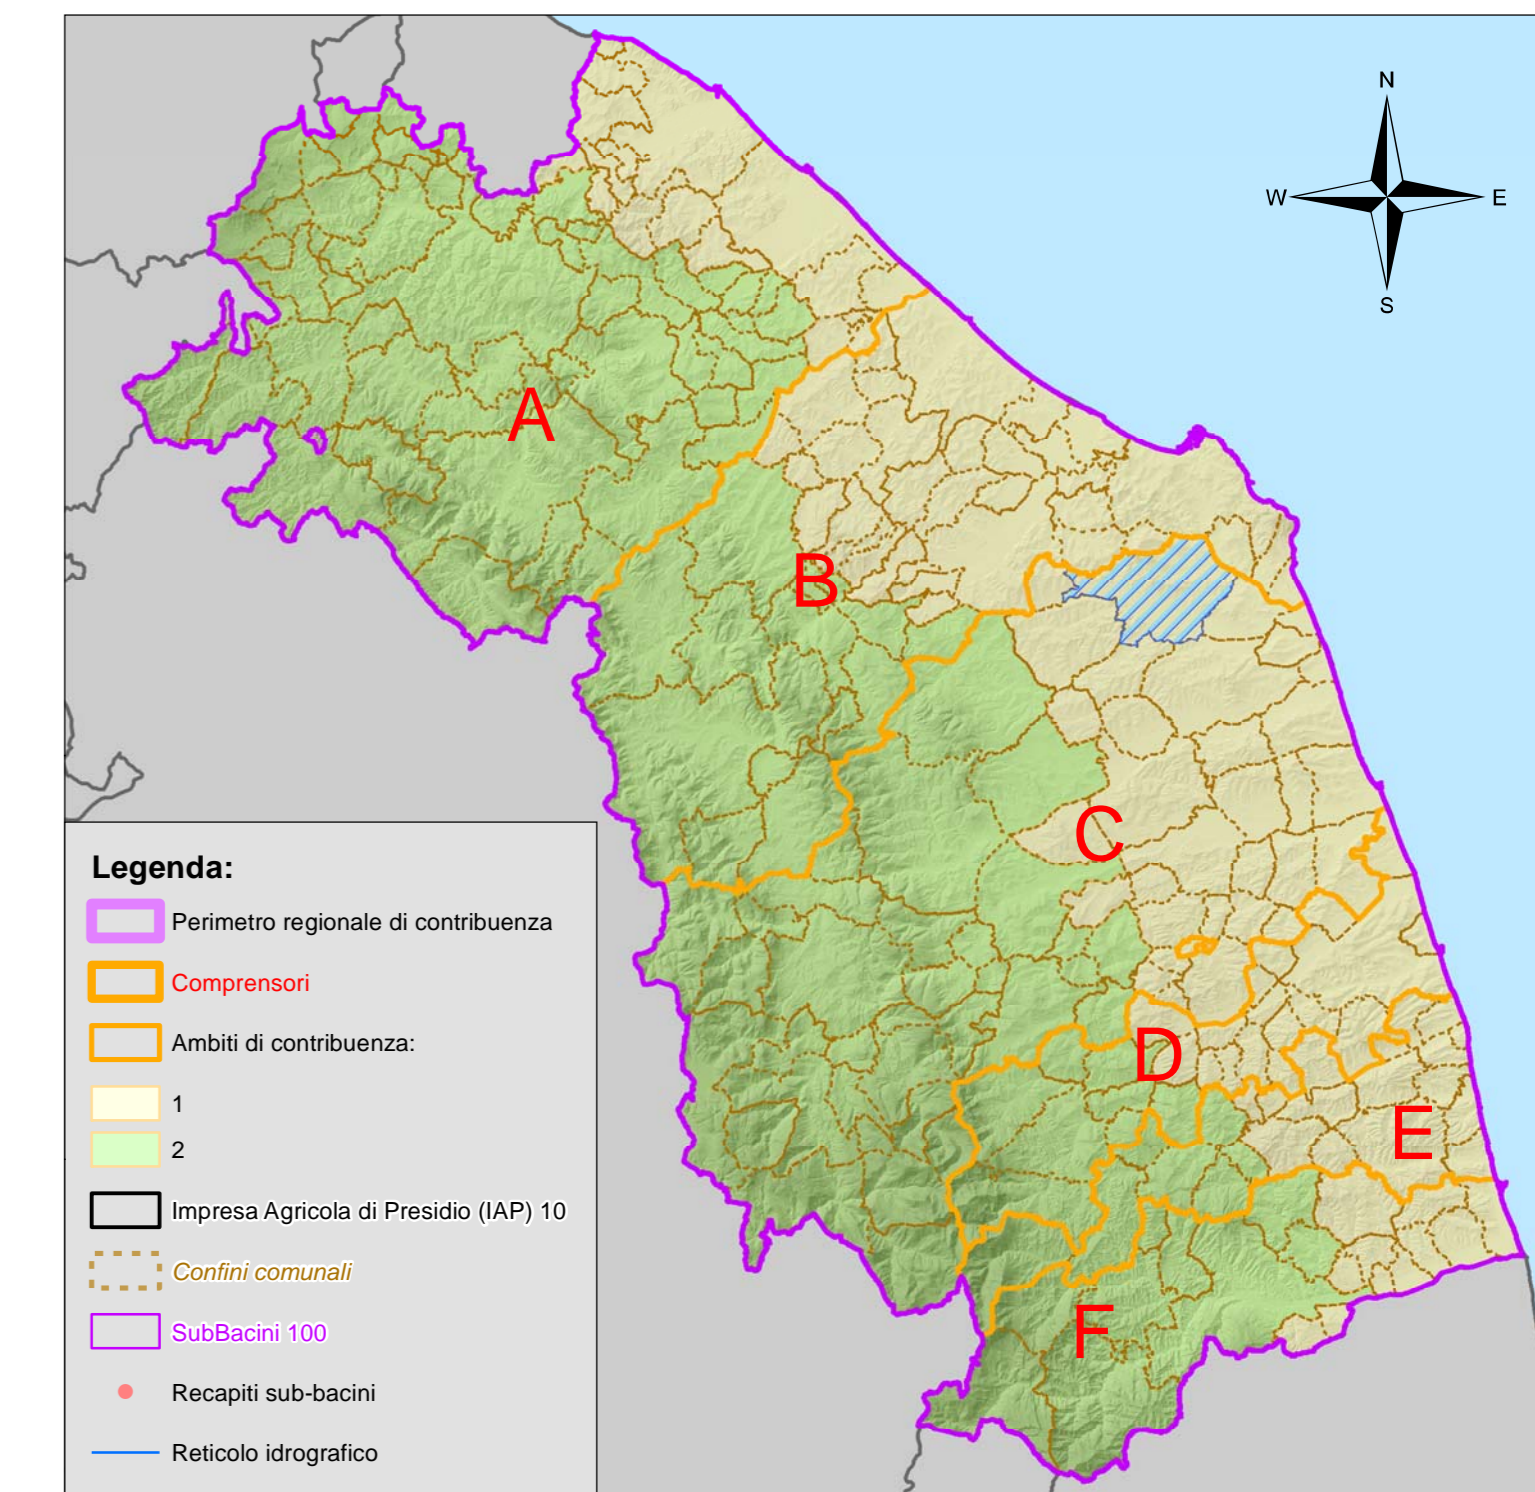 N
W E
S
A
B
C
D
E
F
Legenda:
Perimetro regionale di contribuenza
Comprensori
Ambiti di contribuenza:
1
2
Impresa Agricola di Presidio (IAP) 10
Confini comunali
SubBacini 100
Recapiti sub-bacini
Reticolo idrografico